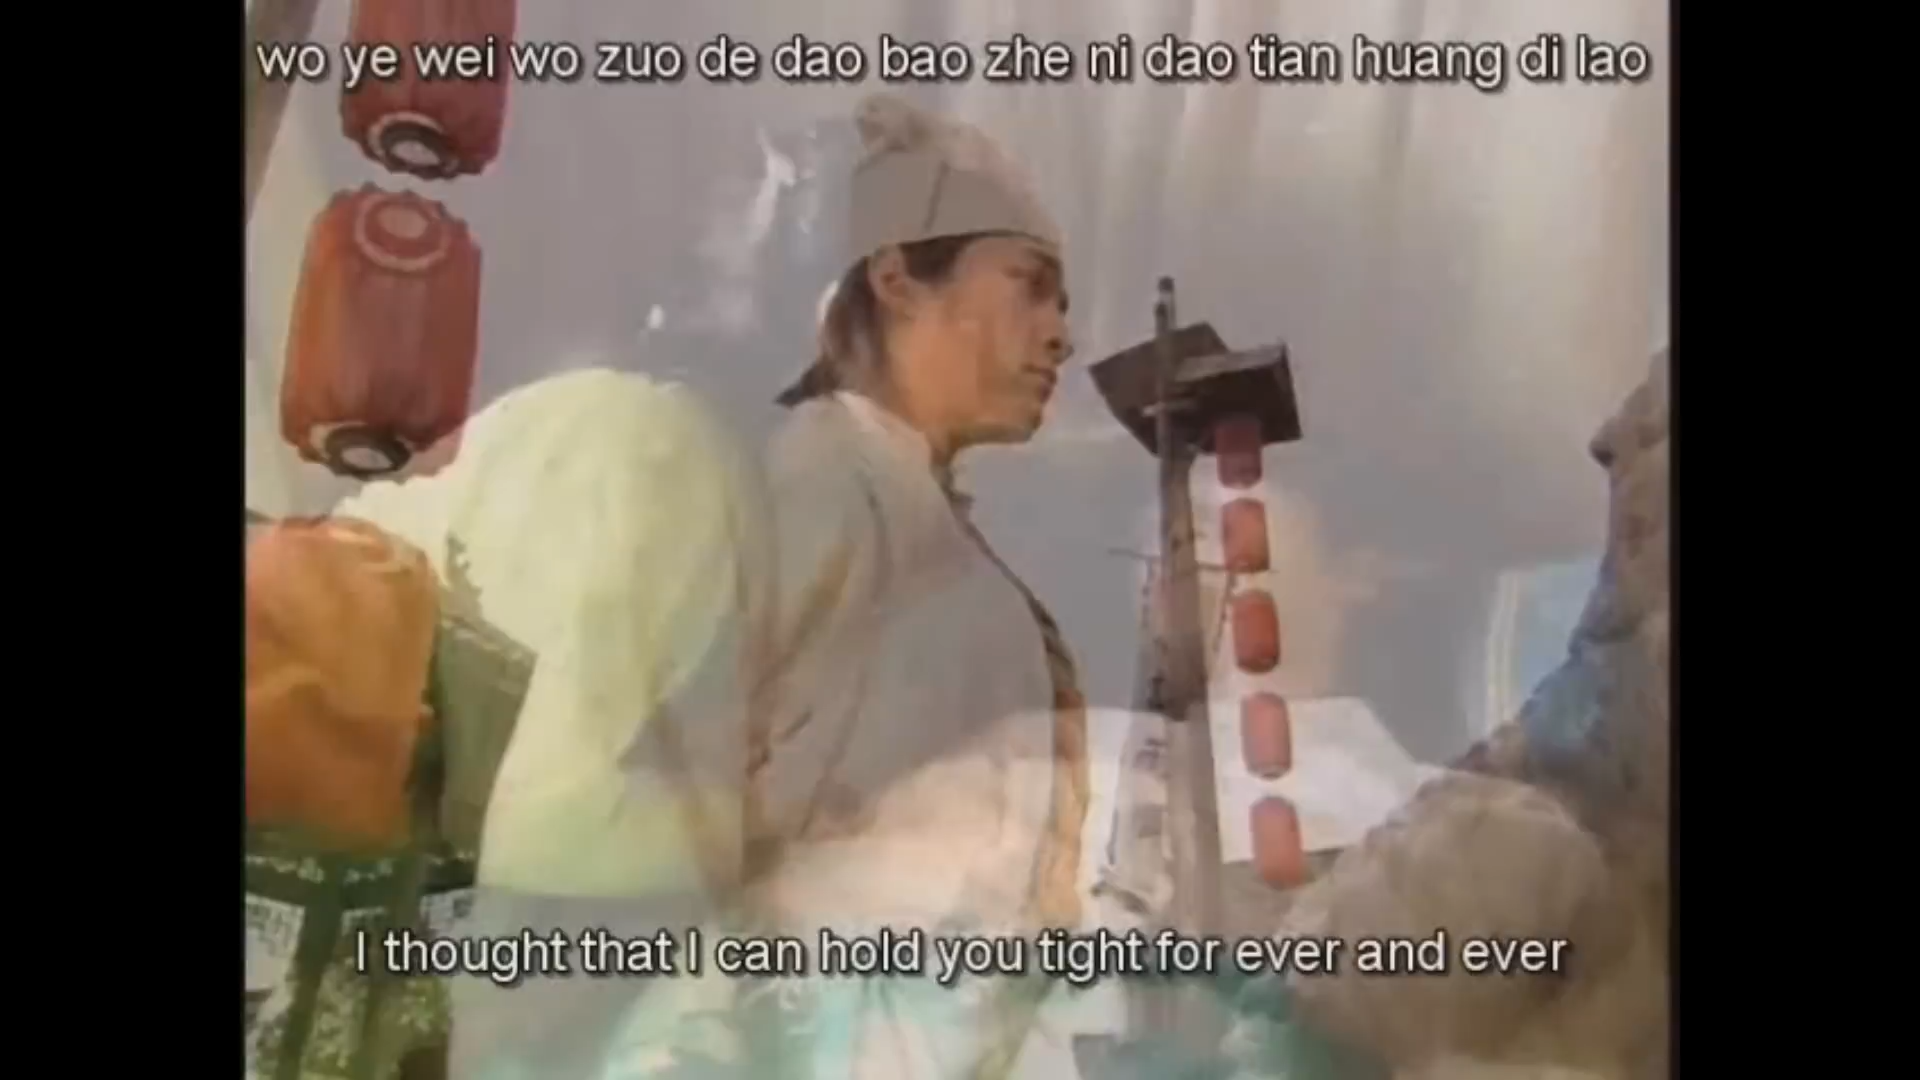 wo ye wei wo zuo de dao bao zhe ni dao tian huang di lao
I thought that I can hold you tight for ever and ever